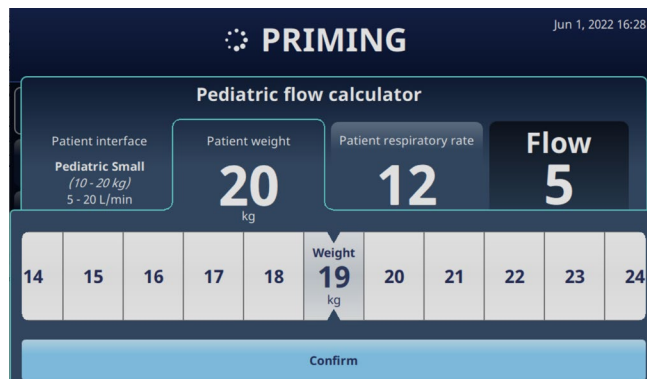 PRIMING
Jun 1, 2022 16:28
Pediatric flow calculator
Patient interface
Pediatric Small
(10 - 20 kg)
5 - 20 L/min
Patient weight
20
kg
Patient respiratory rate
12
Flow
5
14 15 16 17 18 Weight 19 kg 20 21 22 23 24
Confirm